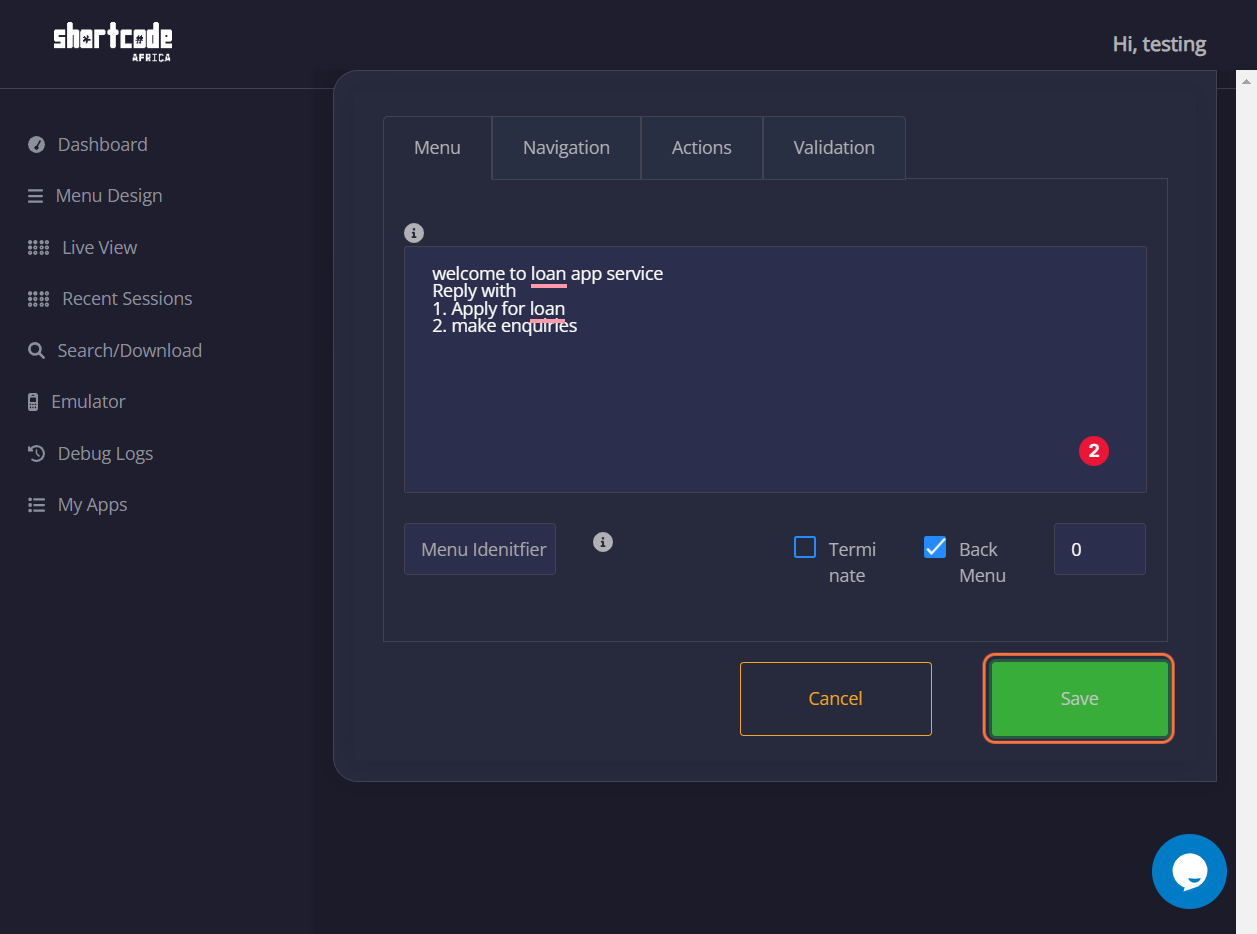 shortcode
AFRICA
Hi, testing
Dashboard
Menu Design
Live View
Recent Sessions
Search/Download
Emulator
Debug Logs
My Apps
Menu
Navigation
Actions
Validation
welcome to loan app service
Reply with
1. Apply for loan
2. make enquiries
2
Menu Idenitfier
Termi
nate
Back
Menu
0
Cancel
Save